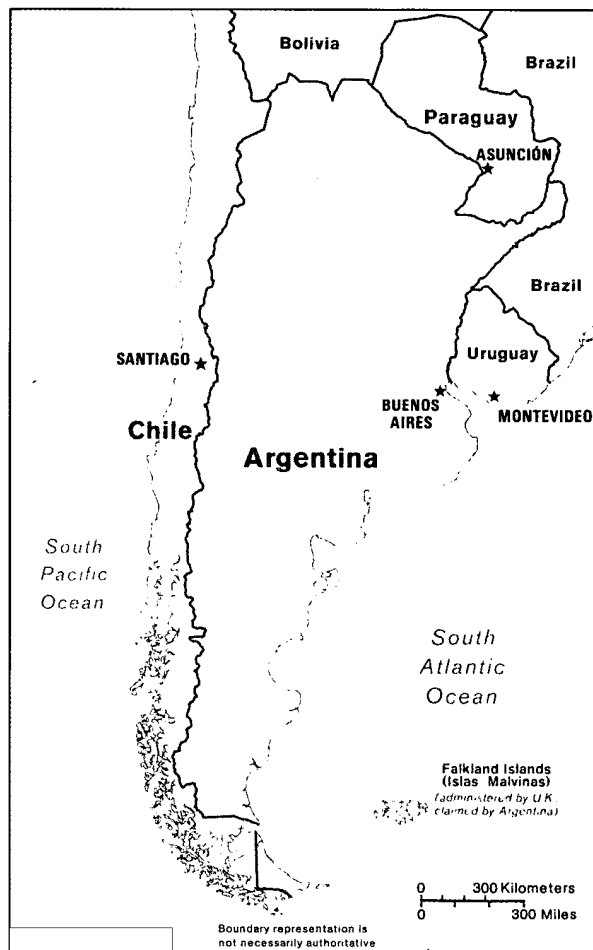 Bolivia
Brazil
Paraguay
ASUNCIÓN
Brazil
Uruguay
SANTIAGO
BUENOS
AIRES
MONTEVIDEO
Chile
Argentina
South
Pacific
Ocean
South
Atlantic
Ocean
Falkland Islands
(Islas Malvinas)
(administered by U.K.,
claimed by Argentina)
0 300 Kilometers
0 300 Miles
Boundary representation is
not necessarily authoritative